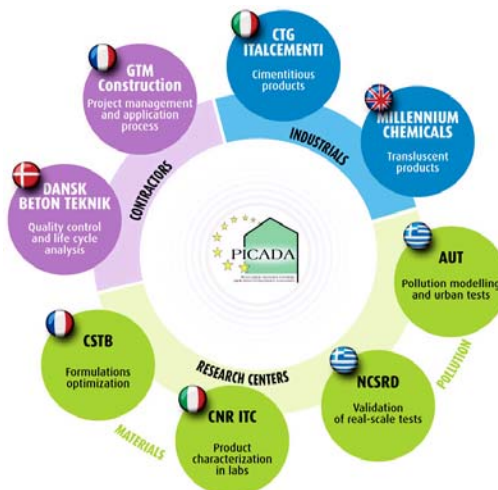 CTG
ITALCEMENTI
Cimentitious
products
MILLENNIUM
CHEMICALS
Transluscent
products
AUT
Pollution modelling
and urban tests
NCSRD
Validation
of real-scale tests
CNR ITC
Product
characterization
in labs
CSTB
Formulations
optimization
DANSK
BETON TEKNIK
Quality control
and life cycle
analysis
GTM
Construction
Project management
and application
process
INDUSTRIALS
CONTRACTORS
RESEARCH CENTERS
MATERIALS
POLLUTION
PICADA